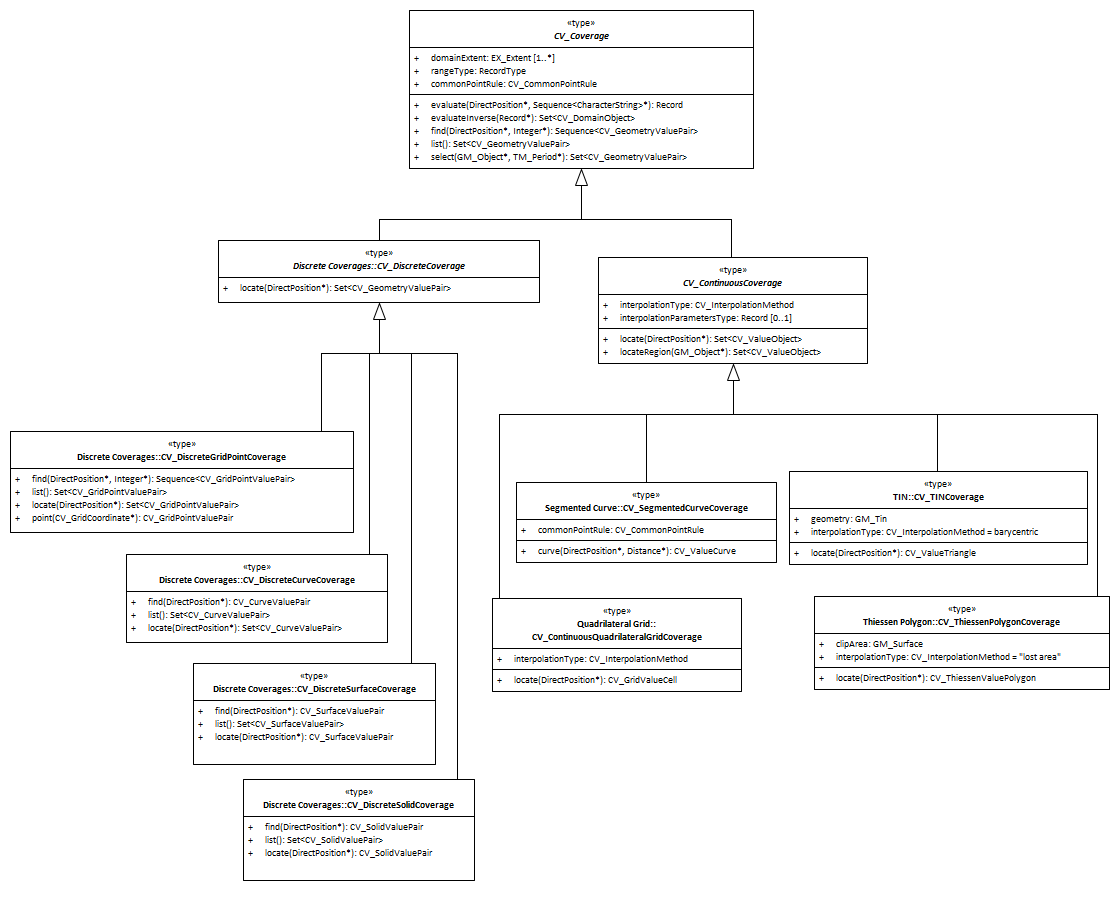 «type»
CV_Coverage
+ domainExtent: EX_Extent [1..*]
+ rangeType: RecordType
+ commonPointRule: CV_CommonPointRule
+ evaluate(DirectPosition*, Sequence<CharacterString>*): Record
+ evaluateInverse(Record*): Set<CV_DomainObject>
+ find(DirectPosition*, Integer*): Sequence<CV_GeometryValuePair>
+ list(): Set<CV_GeometryValuePair>
+ select(GM_Object*, TM_Period*): Set<CV_GeometryValuePair>
«type»
Discrete Coverages::CV_DiscreteCoverage
+ locate(DirectPosition*): Set<CV_GeometryValuePair>
«type»
CV_ContinuousCoverage
+ interpolationType: CV_InterpolationMethod
+ interpolationParametersType: Record [0..1]
+ locate(DirectPosition*): Set<CV_ValueObject>
+ locateRegion(GM_Object*): Set<CV_ValueObject>
«type»
Discrete Coverages::CV_DiscreteGridPointCoverage
+ find(DirectPosition*, Integer*): Sequence<CV_GridPointValuePair>
+ list(): Set<CV_GridPointValuePair>
+ locate(DirectPosition*): Set<CV_GridPointValuePair>
+ point(CV_GridCoordinate*): CV_GridPointValuePair
«type»
Segmented Curve::CV_SegmentedCurveCoverage
+ commonPointRule: CV_CommonPointRule
+ curve(DirectPosition*, Distance*): CV_ValueCurve
«type»
TIN::CV_TINCoverage
+ geometry: GM_Tin
+ interpolationType: CV_InterpolationMethod = barycentric
+ locate(DirectPosition*): CV_ValueTriangle
«type»
Discrete Coverages::CV_DiscreteCurveCoverage
+ find(DirectPosition*): CV_CurveValuePair
+ list(): Set<CV_CurveValuePair>
+ locate(DirectPosition*): Set<CV_CurveValuePair>
«type»
Quadrilateral Grid::
CV_ContinuousQuadrilateralGridCoverage
+ interpolationType: CV_InterpolationMethod
+ locate(DirectPosition*): CV_GridValueCell
«type»
Thiessen Polygon::CV_ThiessenPolygonCoverage
+ clipArea: GM_Surface
+ interpolationType: CV_InterpolationMethod = "lost area"
+ locate(DirectPosition*): CV_ThiessenValuePolygon
«type»
Discrete Coverages::CV_DiscreteSurfaceCoverage
+ find(DirectPosition*): CV_SurfaceValuePair
+ list(): Set<CV_SurfaceValuePair>
+ locate(DirectPosition*): CV_SurfaceValuePair
«type»
Discrete Coverages::CV_DiscreteSolidCoverage
+ find(DirectPosition*): CV_SolidValuePair
+ list(): Set<CV_SolidValuePair>
+ locate(DirectPosition*): CV_SolidValuePair